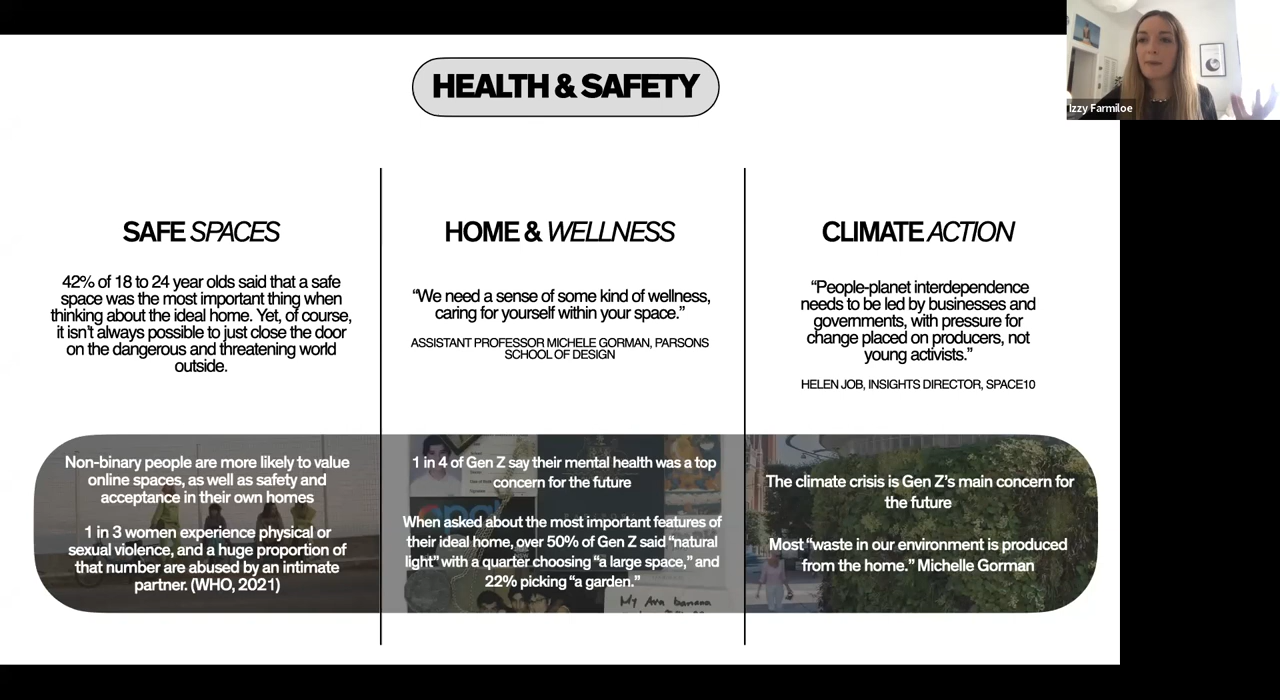 HEALTH & SAFETY
Izzy Farmiloe
SAFE SPACES
42% of 18 to 24 year olds said that a safe
space was the most important thing when
thinking about the ideal home. Yet, of course,
it isn't always possible to just close the door
on the dangerous and threatening world
outside.
Non-binary people are more likely to value
online spaces, as well as safety and
acceptance in their own homes
1 in 3 women experience physical or
sexual violence, and a huge proportion of
that number are abused by an intimate
partner. (WHO, 2021)
HOME & WELLNESS
“We need a sense of some kind of wellness,
caring for yourself within your space.”
ASSISTANT PROFESSOR MICHELE GORMAN, PARSONS
SCHOOL OF DESIGN
1 in 4 of Gen Z say their mental health was a top
concern for the future
When asked about the most important features of
their ideal home, over 50% of Gen Z said “natural
light” with a quarter choosing “a large space,” and
22% picking “a garden.”
My Ava banana
CLIMATE ACTION
“People-planet interdependence
needs to be led by businesses and
governments, with pressure for
change placed on producers, not
young activists.”
HELEN JOB, INSIGHTS DIRECTOR, SPACE10
The climate crisis is Gen Z's main concern for
the future
Most “waste in our environment is produced
from the home.” Michelle Gorman